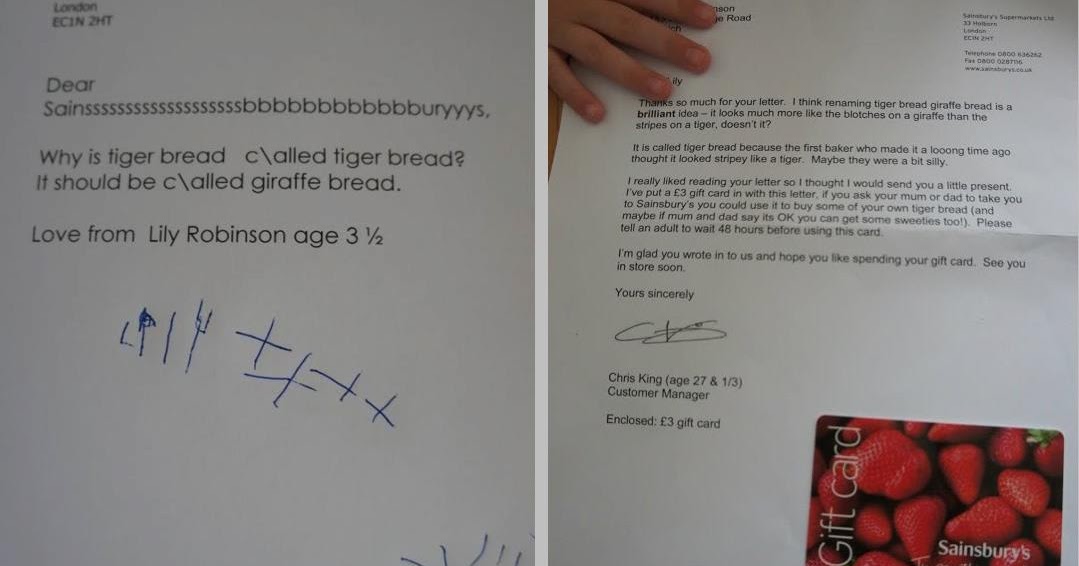 London
EC1N 2HT
Dear
Sainssssssssssssssssssssbbbbbbbbbbbbbburyyys,
Why is tiger bread c\alled tiger bread?
It should be c\alled giraffe bread.
Love from Lily Robinson age 3 ½
Road
Sainsbury's Supermarkets Ltd
33 Holborn
London
EC1N 2HT
Telephone 0800 636262
Fax 0800 0287116
www.sainsburys.co.uk
Thanks so much for your letter. I think renaming tiger bread giraffe bread is a
brilliant idea – it looks much more like the blotches on a giraffe than the
stripes on a tiger, doesn't it?
It is called tiger bread because the first baker who made it a looong time ago
thought it looked stripey like a tiger. Maybe they were a bit silly.
I really liked reading your letter so I thought I would send you a little present.
I've put a £3 gift card in with this letter, if you ask your mum or dad to take you
to Sainsbury's you could use it to buy some of your own tiger bread (and
maybe if mum and dad say its OK you can get some sweeties too!). Please
tell an adult to wait 48 hours before using this card.
I'm glad you wrote in to us and hope you like spending your gift card. See you
in store soon.
Yours sincerely
Chris King (age 27 & 1/3)
Customer Manager
Enclosed: £3 gift card
Gift card
Sainsbury's